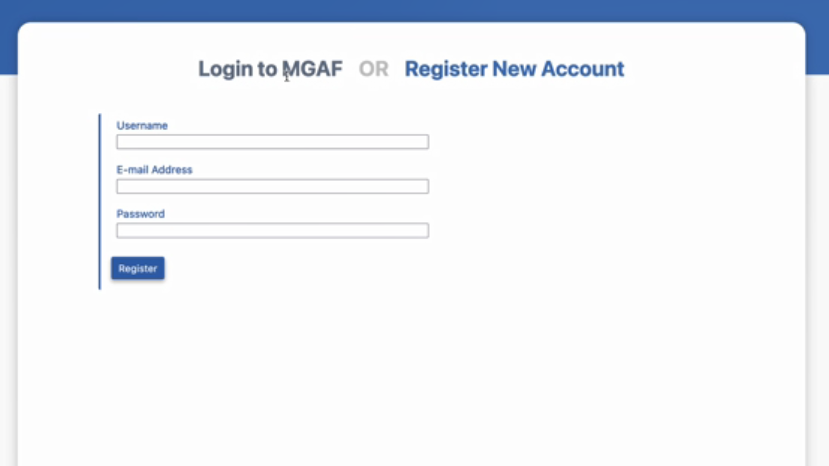 Login to MGAF OR Register New Account
Username
E-mail Address
Password
Register